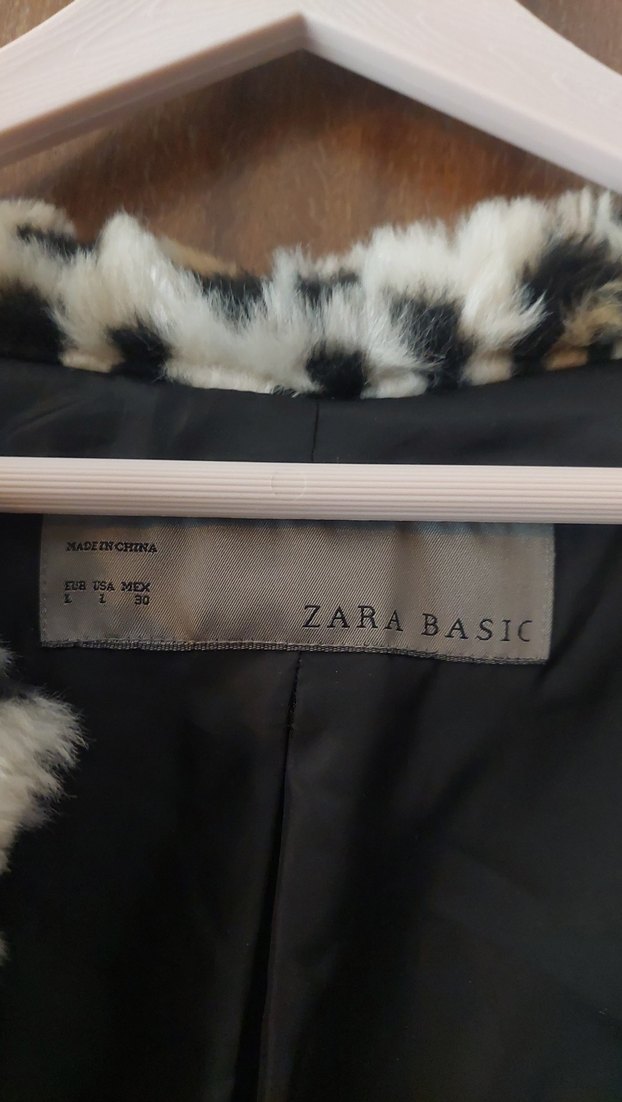 MADE IN CHINA
EUR USA MEX
L L 30
ZARA BASIC